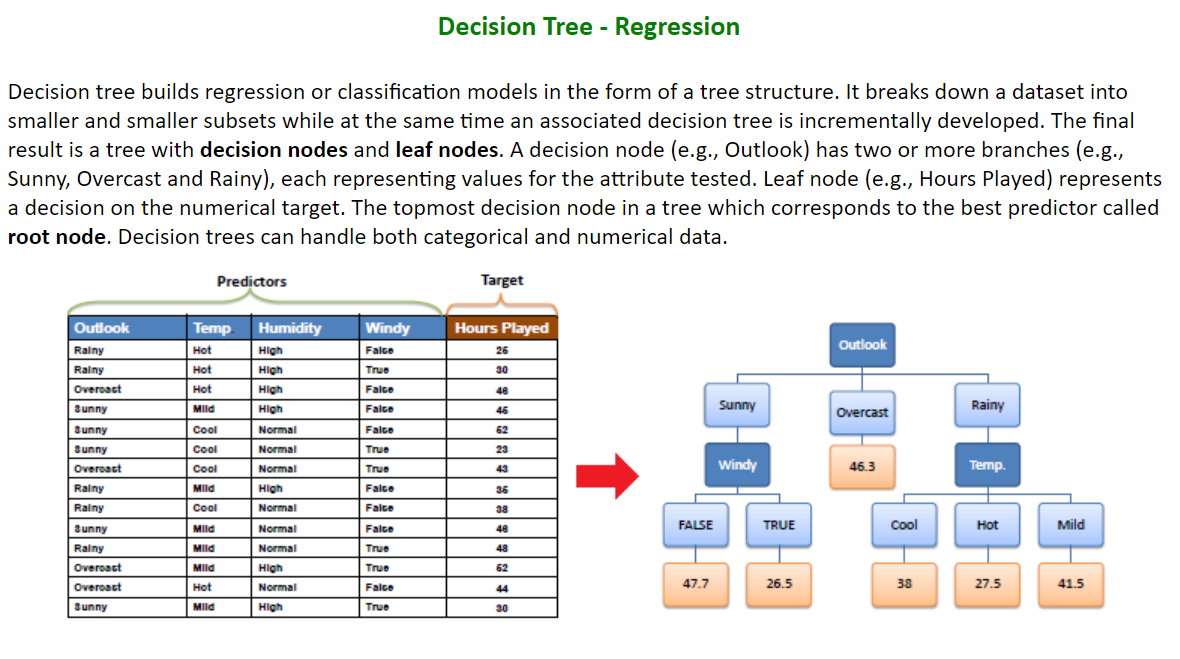 Decision Tree - Regression
Decision tree builds regression or classification models in the form of a tree structure. It breaks down a dataset into
smaller and smaller subsets while at the same time an associated decision tree is incrementally developed. The final
result is a tree with decision nodes and leaf nodes. A decision node (e.g., Outlook) has two or more branches (e.g.,
Sunny, Overcast and Rainy), each representing values for the attribute tested. Leaf node (e.g., Hours Played) represents
a decision on the numerical target. The topmost decision node in a tree which corresponds to the best predictor called
root node. Decision trees can handle both categorical and numerical data.
Predictors Target
Outlook Temp. Humidity Windy Hours Played
Rainy Hot High False 25
Rainy Hot High True 30
Overcast Hot High False 46
Sunny Mild High False 45
Sunny Cool Normal False 52
Sunny Cool Normal True 23
Overcast Cool Normal True 43
Rainy Mild High False 35
Rainy Cool Normal False 38
Sunny Mild Normal False 46
Rainy Mild Normal True 48
Overcast Mild High True 52
Overcast Hot Normal False 44
Sunny Mild High True 30
Outlook
Sunny Overcast Rainy
Windy 46.3 Temp.
FALSE TRUE Cool Hot Mild
47.7 26.5 38 27.5 41.5